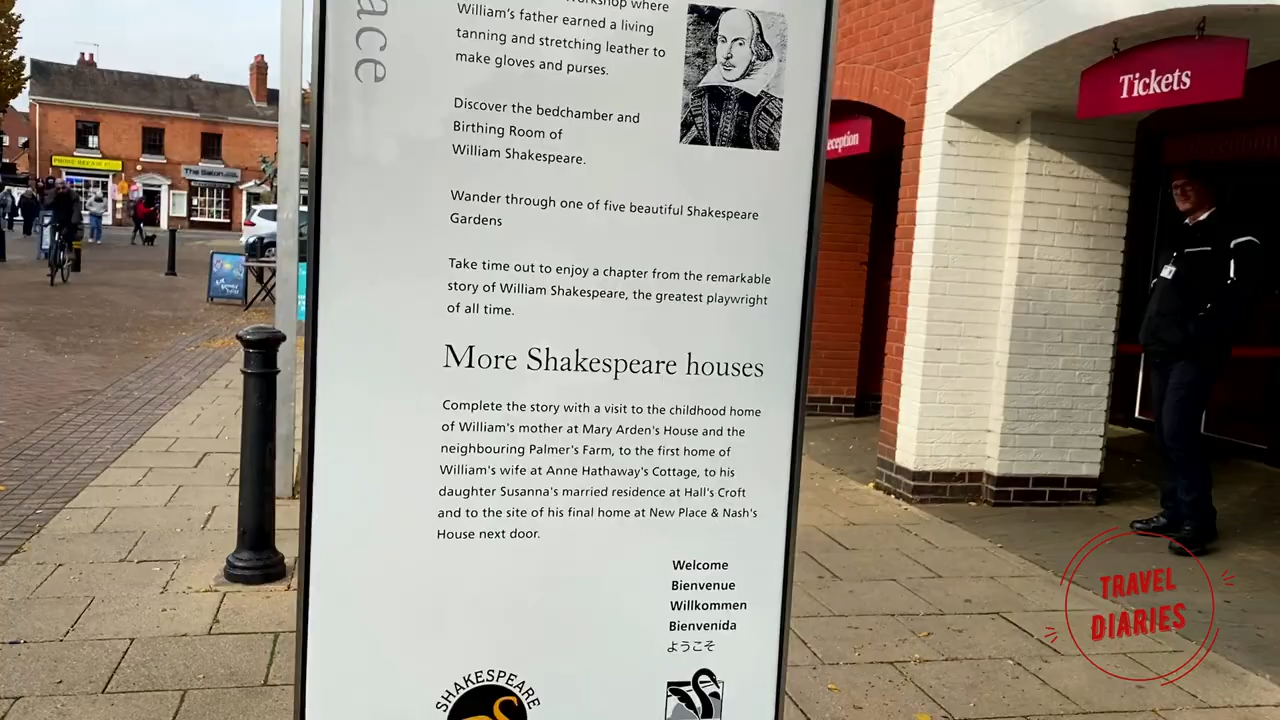 ace
workshop where
William's father earned a living
tanning and stretching leather to
make gloves and purses.
Discover the bedchamber and
Birthing Room of
William Shakespeare.
Wander through one of five beautiful Shakespeare
Gardens
Take time out to enjoy a chapter from the remarkable
story of William Shakespeare, the greatest playwright
of all time.
More Shakespeare houses
Complete the story with a visit to the childhood home
of William's mother at Mary Arden's House and the
neighbouring Palmer's Farm, to the first home of
William's wife at Anne Hathaway's Cottage, to his
daughter Susanna's married residence at Hall's Croft
and to the site of his final home at New Place & Nash's
House next door.
Welcome
Bienvenue
Willkommen
Bienvenida
ようこそ
SHAKESPEARE
Tickets
eception
The Salon
TRAVEL
DIARIES